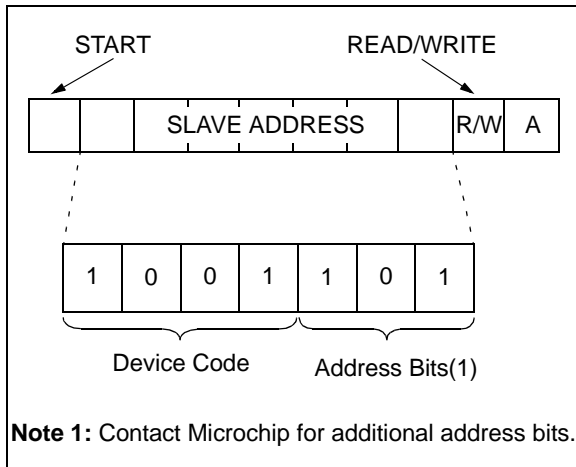 START READ/WRITE
SLAVE ADDRESS R/W A
1 0 0 1 1 0 1
Device Code Address Bits(1)
Note 1: Contact Microchip for additional address bits.